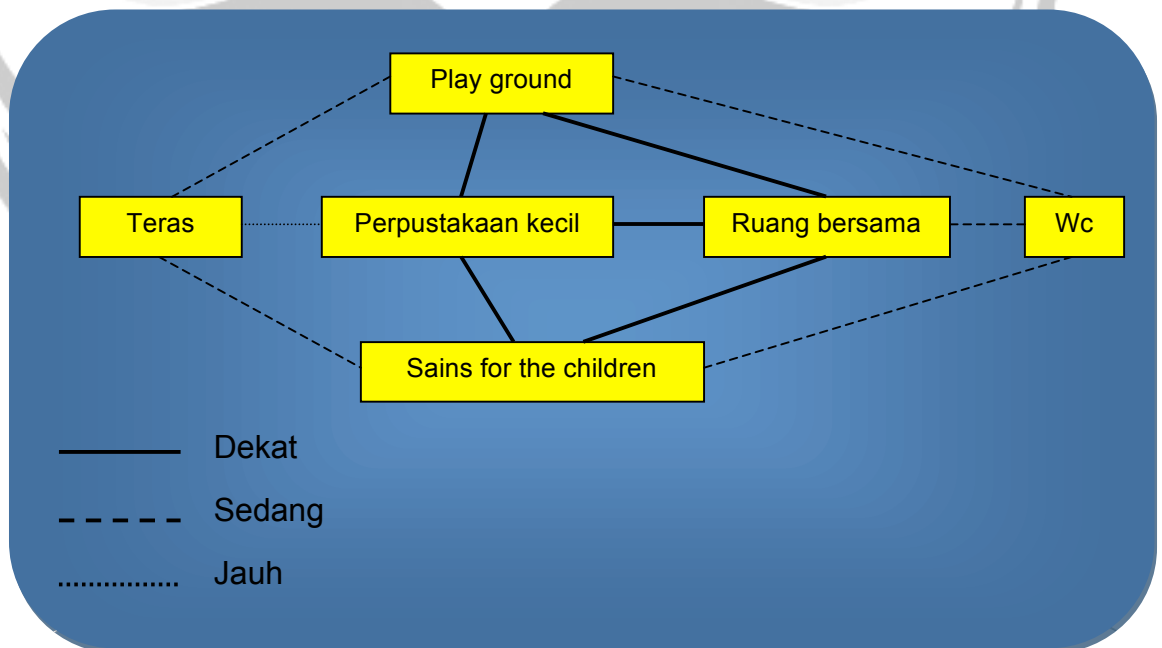 Play ground
Teras
Perpustakaan kecil
Ruang bersama
Wc
Sains for the children
Dekat
Sedang
Jauh